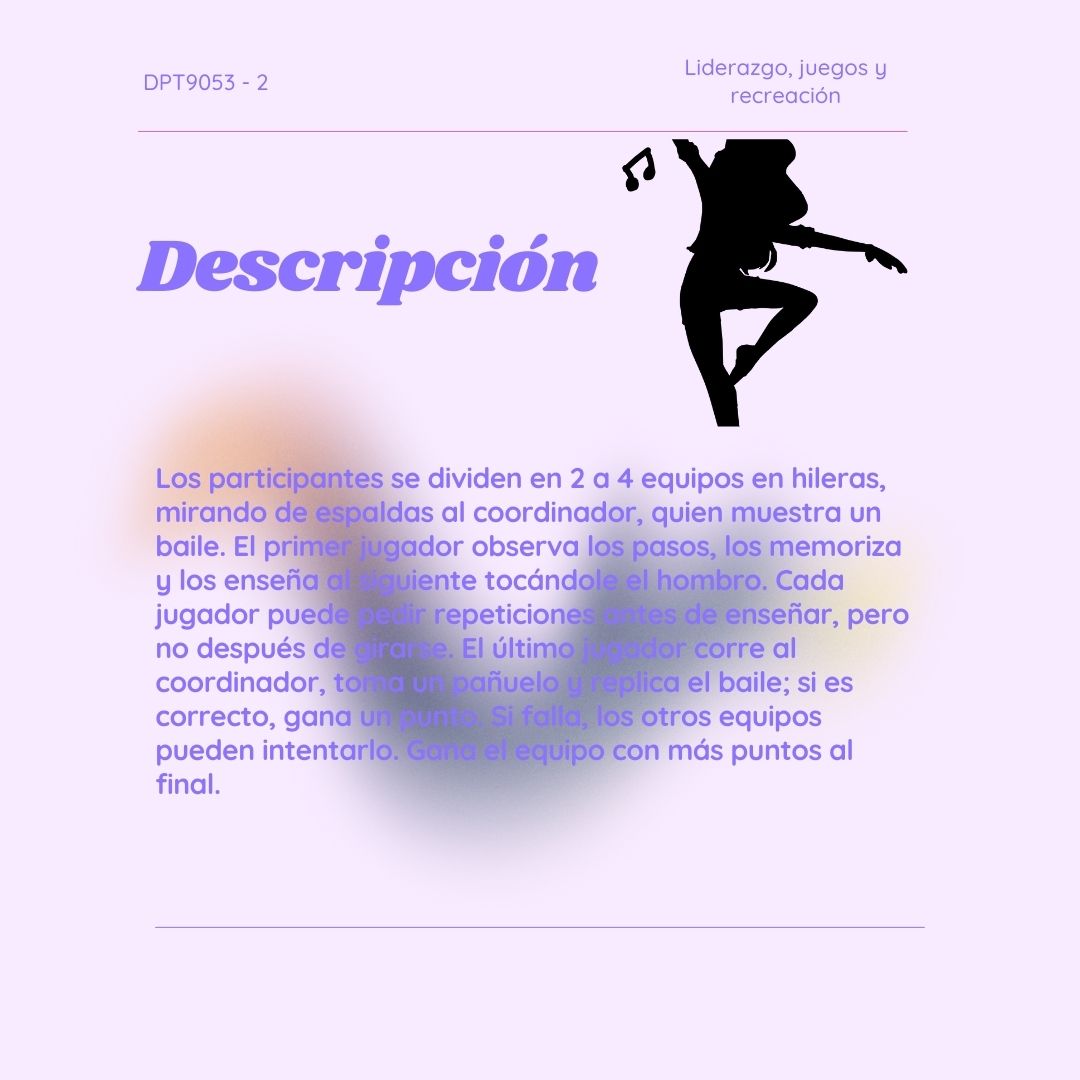 DPT9053 - 2
Liderazgo, juegos y
recreación
Descripción
Los participantes se dividen en 2 a 4 equipos en hileras,
mirando de espaldas al coordinador, quien muestra un
baile. El primer jugador observa los pasos, los memoriza
y los enseña al siguiente tocándole el hombro. Cada
jugador puede pedir repeticiones antes de enseñar, pero
no después de girarse. El último jugador corre al
coordinador, toma un pañuelo y replica el baile; si es
correcto, gana un punto. Si falla, los otros equipos
pueden intentarlo. Gana el equipo con más puntos al
final.